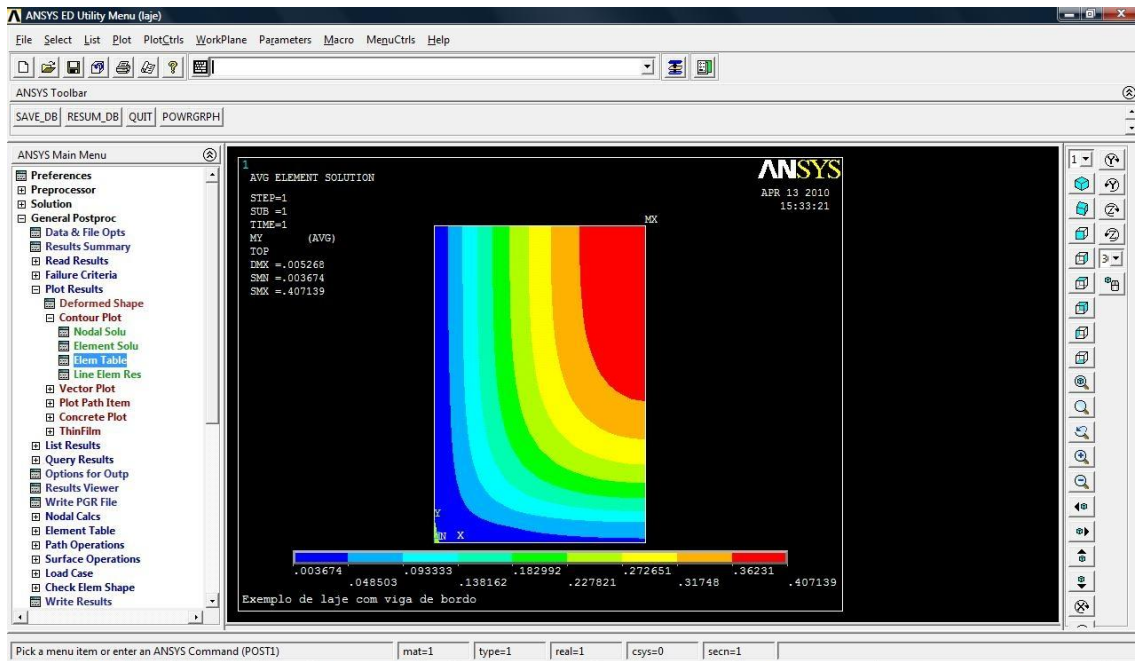 ANSYS ED Utility Menu (laje)
File Select List Plot PlotCtrls WorkPlane Parameters Macro MenuCtrls Help
ANSYS Toolbar
SAVE_DB RESUM_DB QUIT POWRGRPH
ANSYS Main Menu
Preferences
Preprocessor
Solution
General Postproc
Data & File Opts
Results Summary
Read Results
Failure Criteria
Plot Results
Deformed Shape
Contour Plot
Nodal Solu
Element Solu
Elem Table
Line Elem Res
Vector Plot
Plot Path Item
Concrete Plot
ThinFilm
List Results
Query Results
Options for Outp
Results Viewer
Write PGR File
Nodal Calcs
Element Table
Path Operations
Surface Operations
Load Case
Check Elem Shape
Write Results
1
AVG ELEMENT SOLUTION
STEP=1
SUB =1
TIME=1
MY (AVG)
TOP
DMX =.005268
SMN =.003674
SMX =.407139
ANSYS
APR 13 2010
15:33:21
MX
Y
MN X
.003674 .093333 .182992 .272651 .36231
.048503 .138162 .227821 .31748 .407139
Exemplo de laje com viga de bordo
1
3
Pick a menu item or enter an ANSYS Command (POST1) mat=1 type=1 real=1 csys=0 secn=1